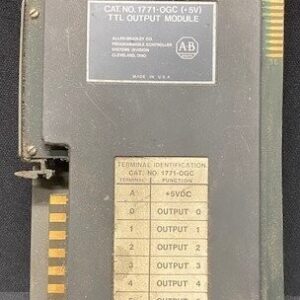 CAT. NO. 1771-OGC (+5V)
TTL OUTPUT MODULE
ALLEN-BRADLEY CO.
PROGRAMMABLE CONTROLLER
SYSTEMS DIVISION
CLEVELAND, OHIO
A-B
MADE IN U.S.A.
TERMINAL IDENTIFICATION
CAT. NO. 1771-OGC
TERMINAL FUNCTION
A +5VDC
0 OUTPUT 0
1 OUTPUT 1
2 OUTPUT 2
3 OUTPUT 3
4 OUTPUT 4